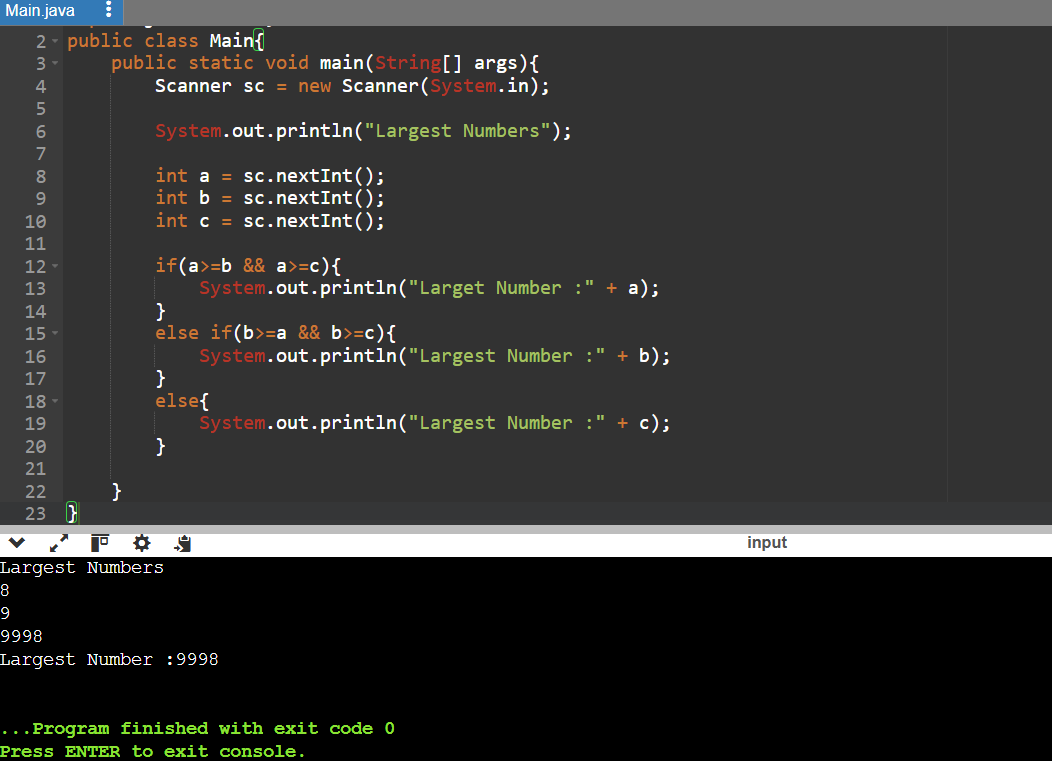 Main.java
2 public class Main{
3     public static void main(String[] args){
4         Scanner sc = new Scanner(System.in);
5
6         System.out.println("Largest Numbers");
7
8         int a = sc.nextInt();
9         int b = sc.nextInt();
10         int c = sc.nextInt();
11
12         if(a>=b && a>=c){
13             System.out.println("Larget Number :" + a);
14         }
15         else if(b>=a && b>=c){
16             System.out.println("Largest Number :" + b);
17         }
18         else{
19             System.out.println("Largest Number :" + c);
20         }
21
22     }
23 }
input
Largest Numbers
8
9
9998
Largest Number :9998
...Program finished with exit code 0
Press ENTER to exit console.